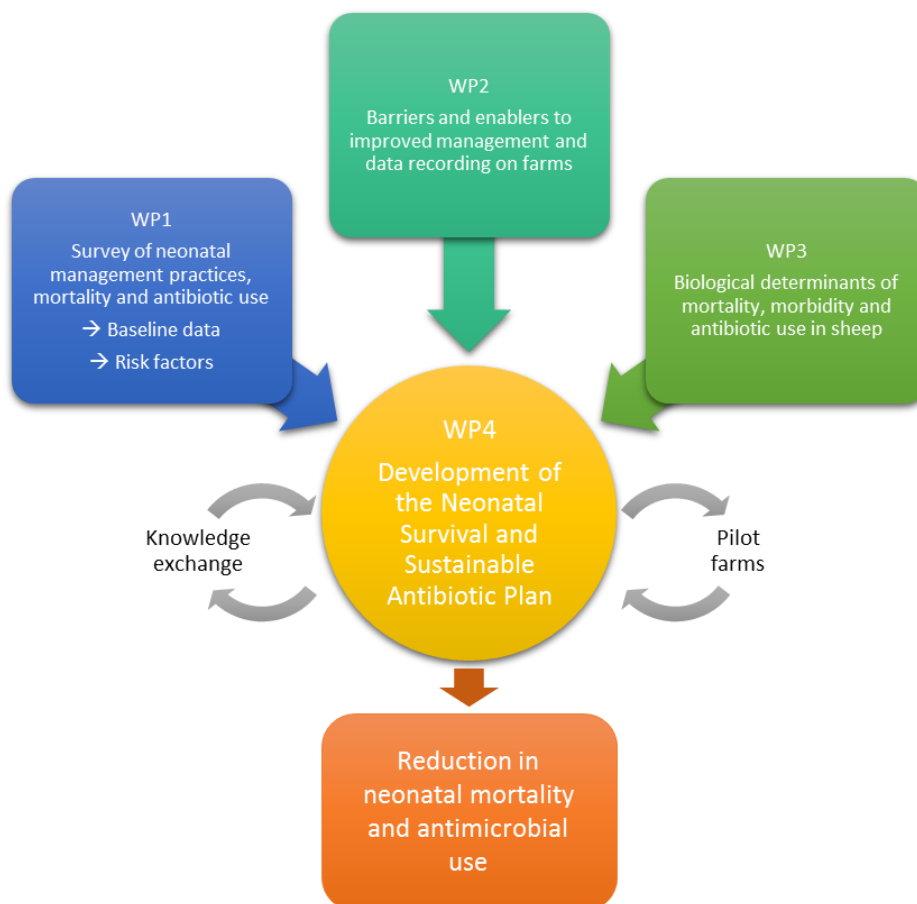 WP2
Barriers and enablers to
improved management and
data recording on farms
WP1
Survey of neonatal
management practices,
mortality and antibiotic use
→ Baseline data
→ Risk factors
WP3
Biological determinants of
mortality, morbidity and
antibiotic use in sheep
WP4
Development of
the Neonatal
Survival and
Sustainable
Antibiotic Plan
Knowledge
exchange
Pilot
farms
Reduction in
neonatal mortality
and antimicrobial
use